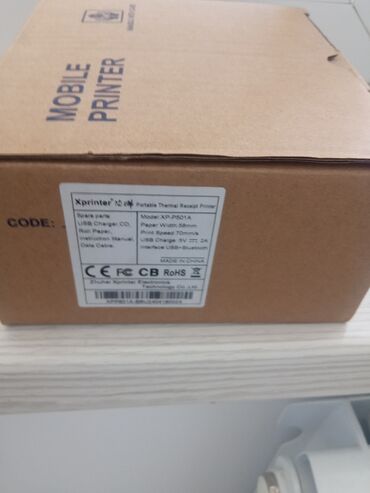 MOBILE
PRINTER
CODE:
Xprinter Portable Thermal Receipt Printer
Spare parts
USB Charger,CD,
Roll Paper,
Instruction Manual,
Data Cable.
Model:XP-P801A
Paper Width 58mm
Print Speed 70mm/s
USB Charge: 5V 2A
Interface USB+Bluetooth
MADE IN CHINA
CE FC CB RoHS
Zhuhai Xprinter Electronics
Technology Co.,Ltd.